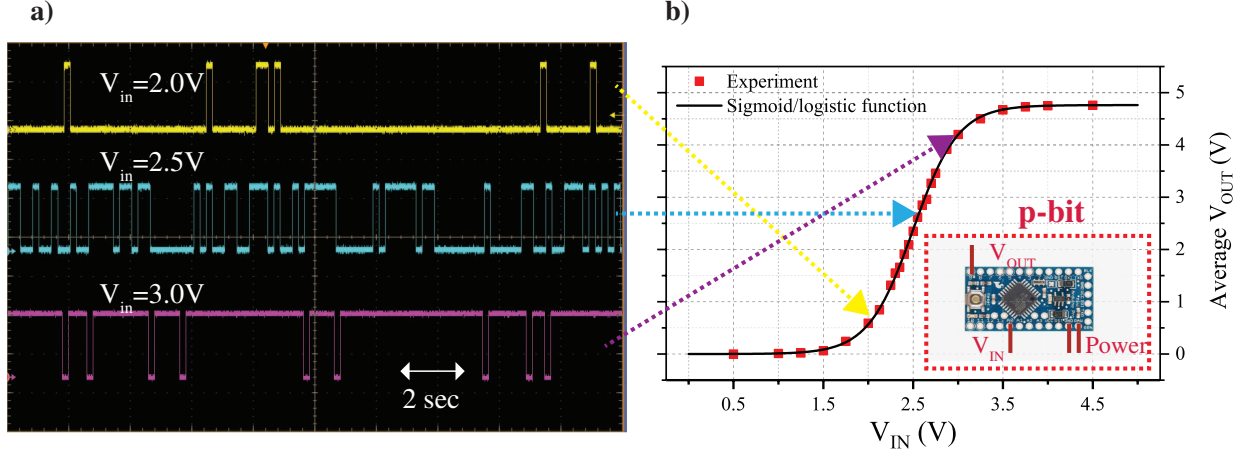 a)
V_in=2.0V
V_in=2.5V
V_in=3.0V
2 sec
b)
Experiment
Sigmoid/logistic function
5
4
3
2
1
0
Average V_OUT (V)
p-bit
V_OUT
V_IN
Power
0.5 1.5 2.5 3.5 4.5
V_IN (V)